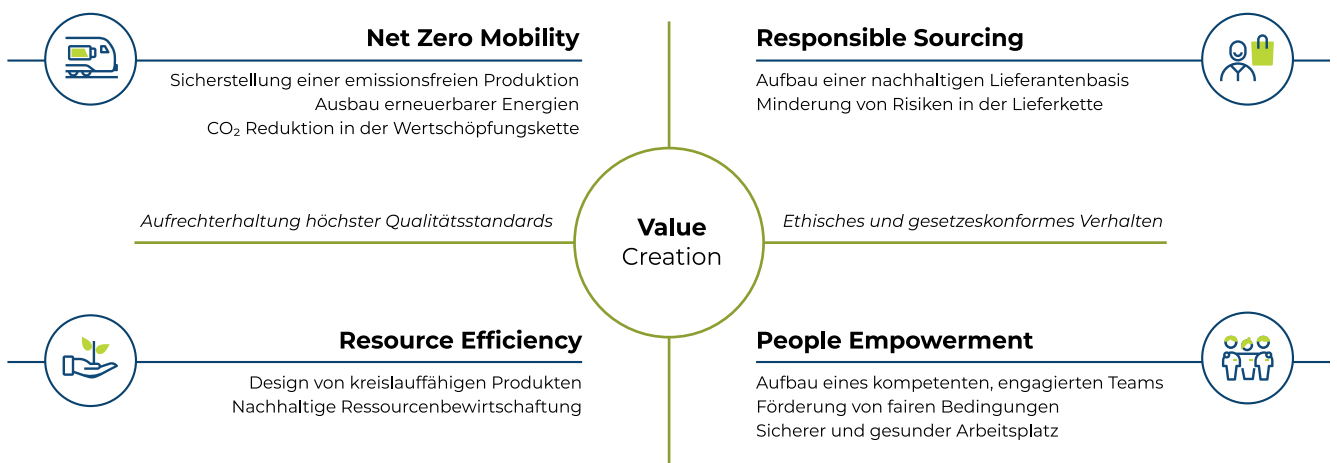 Net Zero Mobility
Sicherstellung einer emissionsfreien Produktion
Ausbau erneuerbarer Energien
CO₂ Reduktion in der Wertschöpfungskette
Responsible Sourcing
Aufbau einer nachhaltigen Lieferantenbasis
Minderung von Risiken in der Lieferkette
Aufrechterhaltung höchster Qualitätsstandards
Value
Creation
Ethisches und gesetzeskonformes Verhalten
Resource Efficiency
Design von kreislauffähigen Produkten
Nachhaltige Ressourcenbewirtschaftung
People Empowerment
Aufbau eines kompetenten, engagierten Teams
Förderung von fairen Bedingungen
Sicherer und gesunder Arbeitsplatz